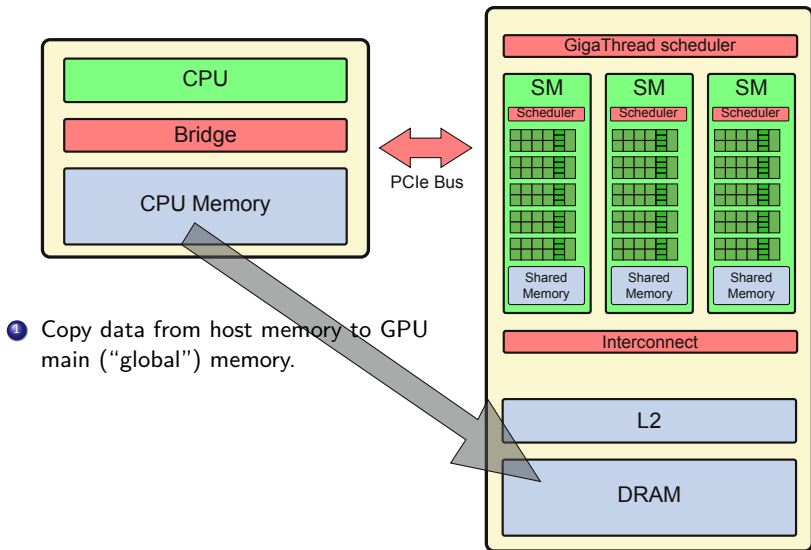 CPU
Bridge
CPU Memory
PCIe Bus
1 Copy data from host memory to GPU
main (“global”) memory.
GigaThread scheduler
SM
Scheduler
Shared
Memory
SM
Scheduler
Shared
Memory
SM
Scheduler
Shared
Memory
Interconnect
L2
DRAM